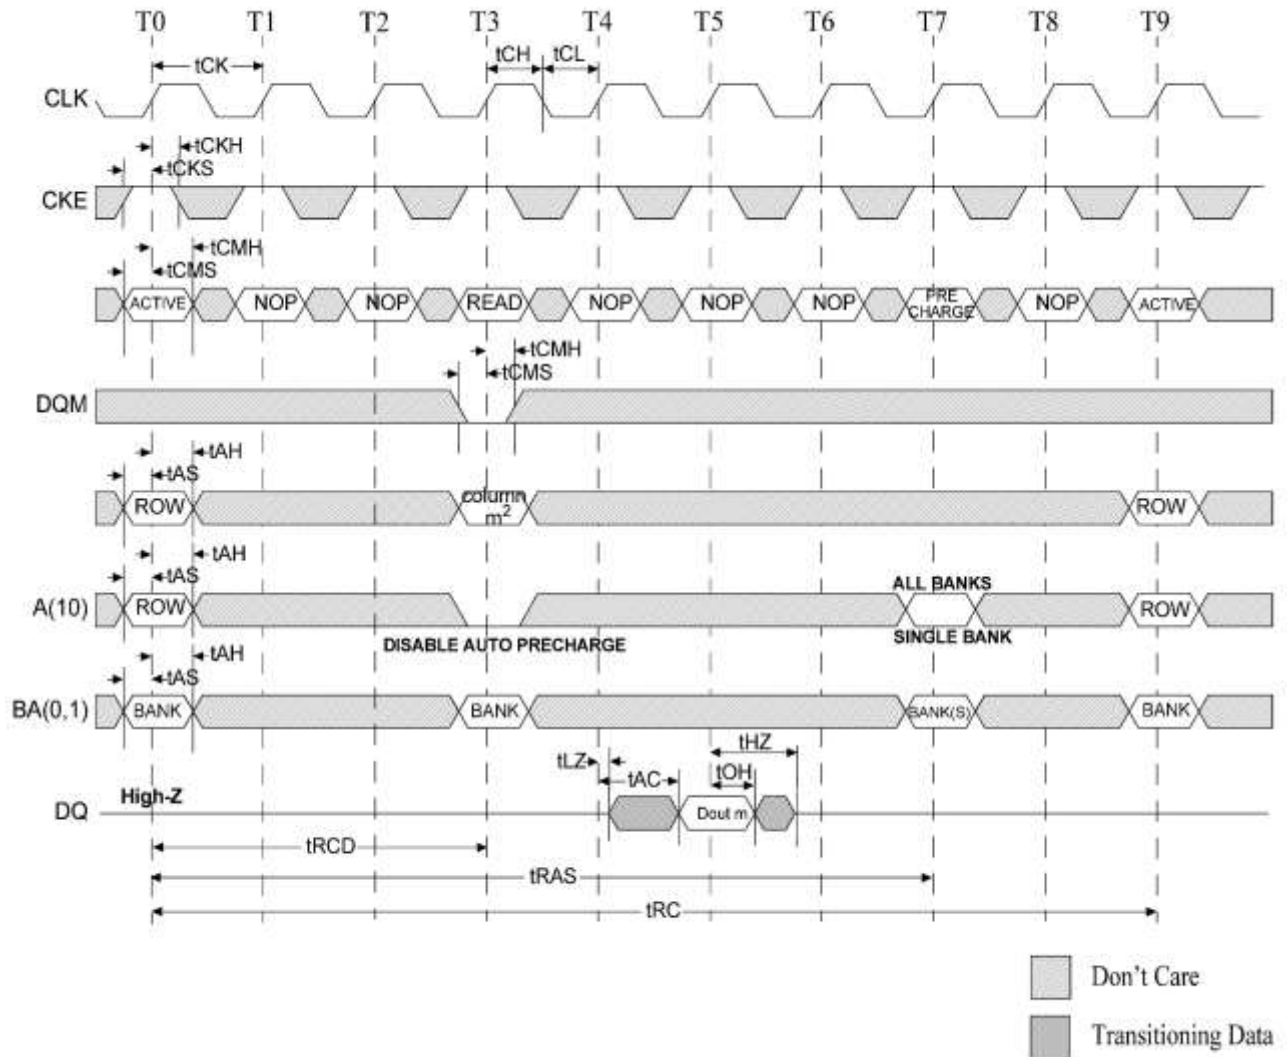 T0 T1 T2 T3 T4 T5 T6 T7 T8 T9
tCK tCH tCL
CLK
tCKH
tCKS
CKE
tCMH
tCMS
ACTIVE NOP NOP READ NOP NOP NOP PRE CHARGE NOP ACTIVE
tCMH
tCMS
DQM
tAH
tAS
ROW column m² ROW
tAH
tAS
ALL BANKS
A(10) ROW ROW
DISABLE AUTO PRECHARGE SINGLE BANK
tAH
tAS
BA(0,1) BANK BANK BANK(S) BANK
tHZ
tLZ tAC tOH
High-Z
DQ Dout m
tRCD
tRAS
tRC
Don't Care
Transitioning Data